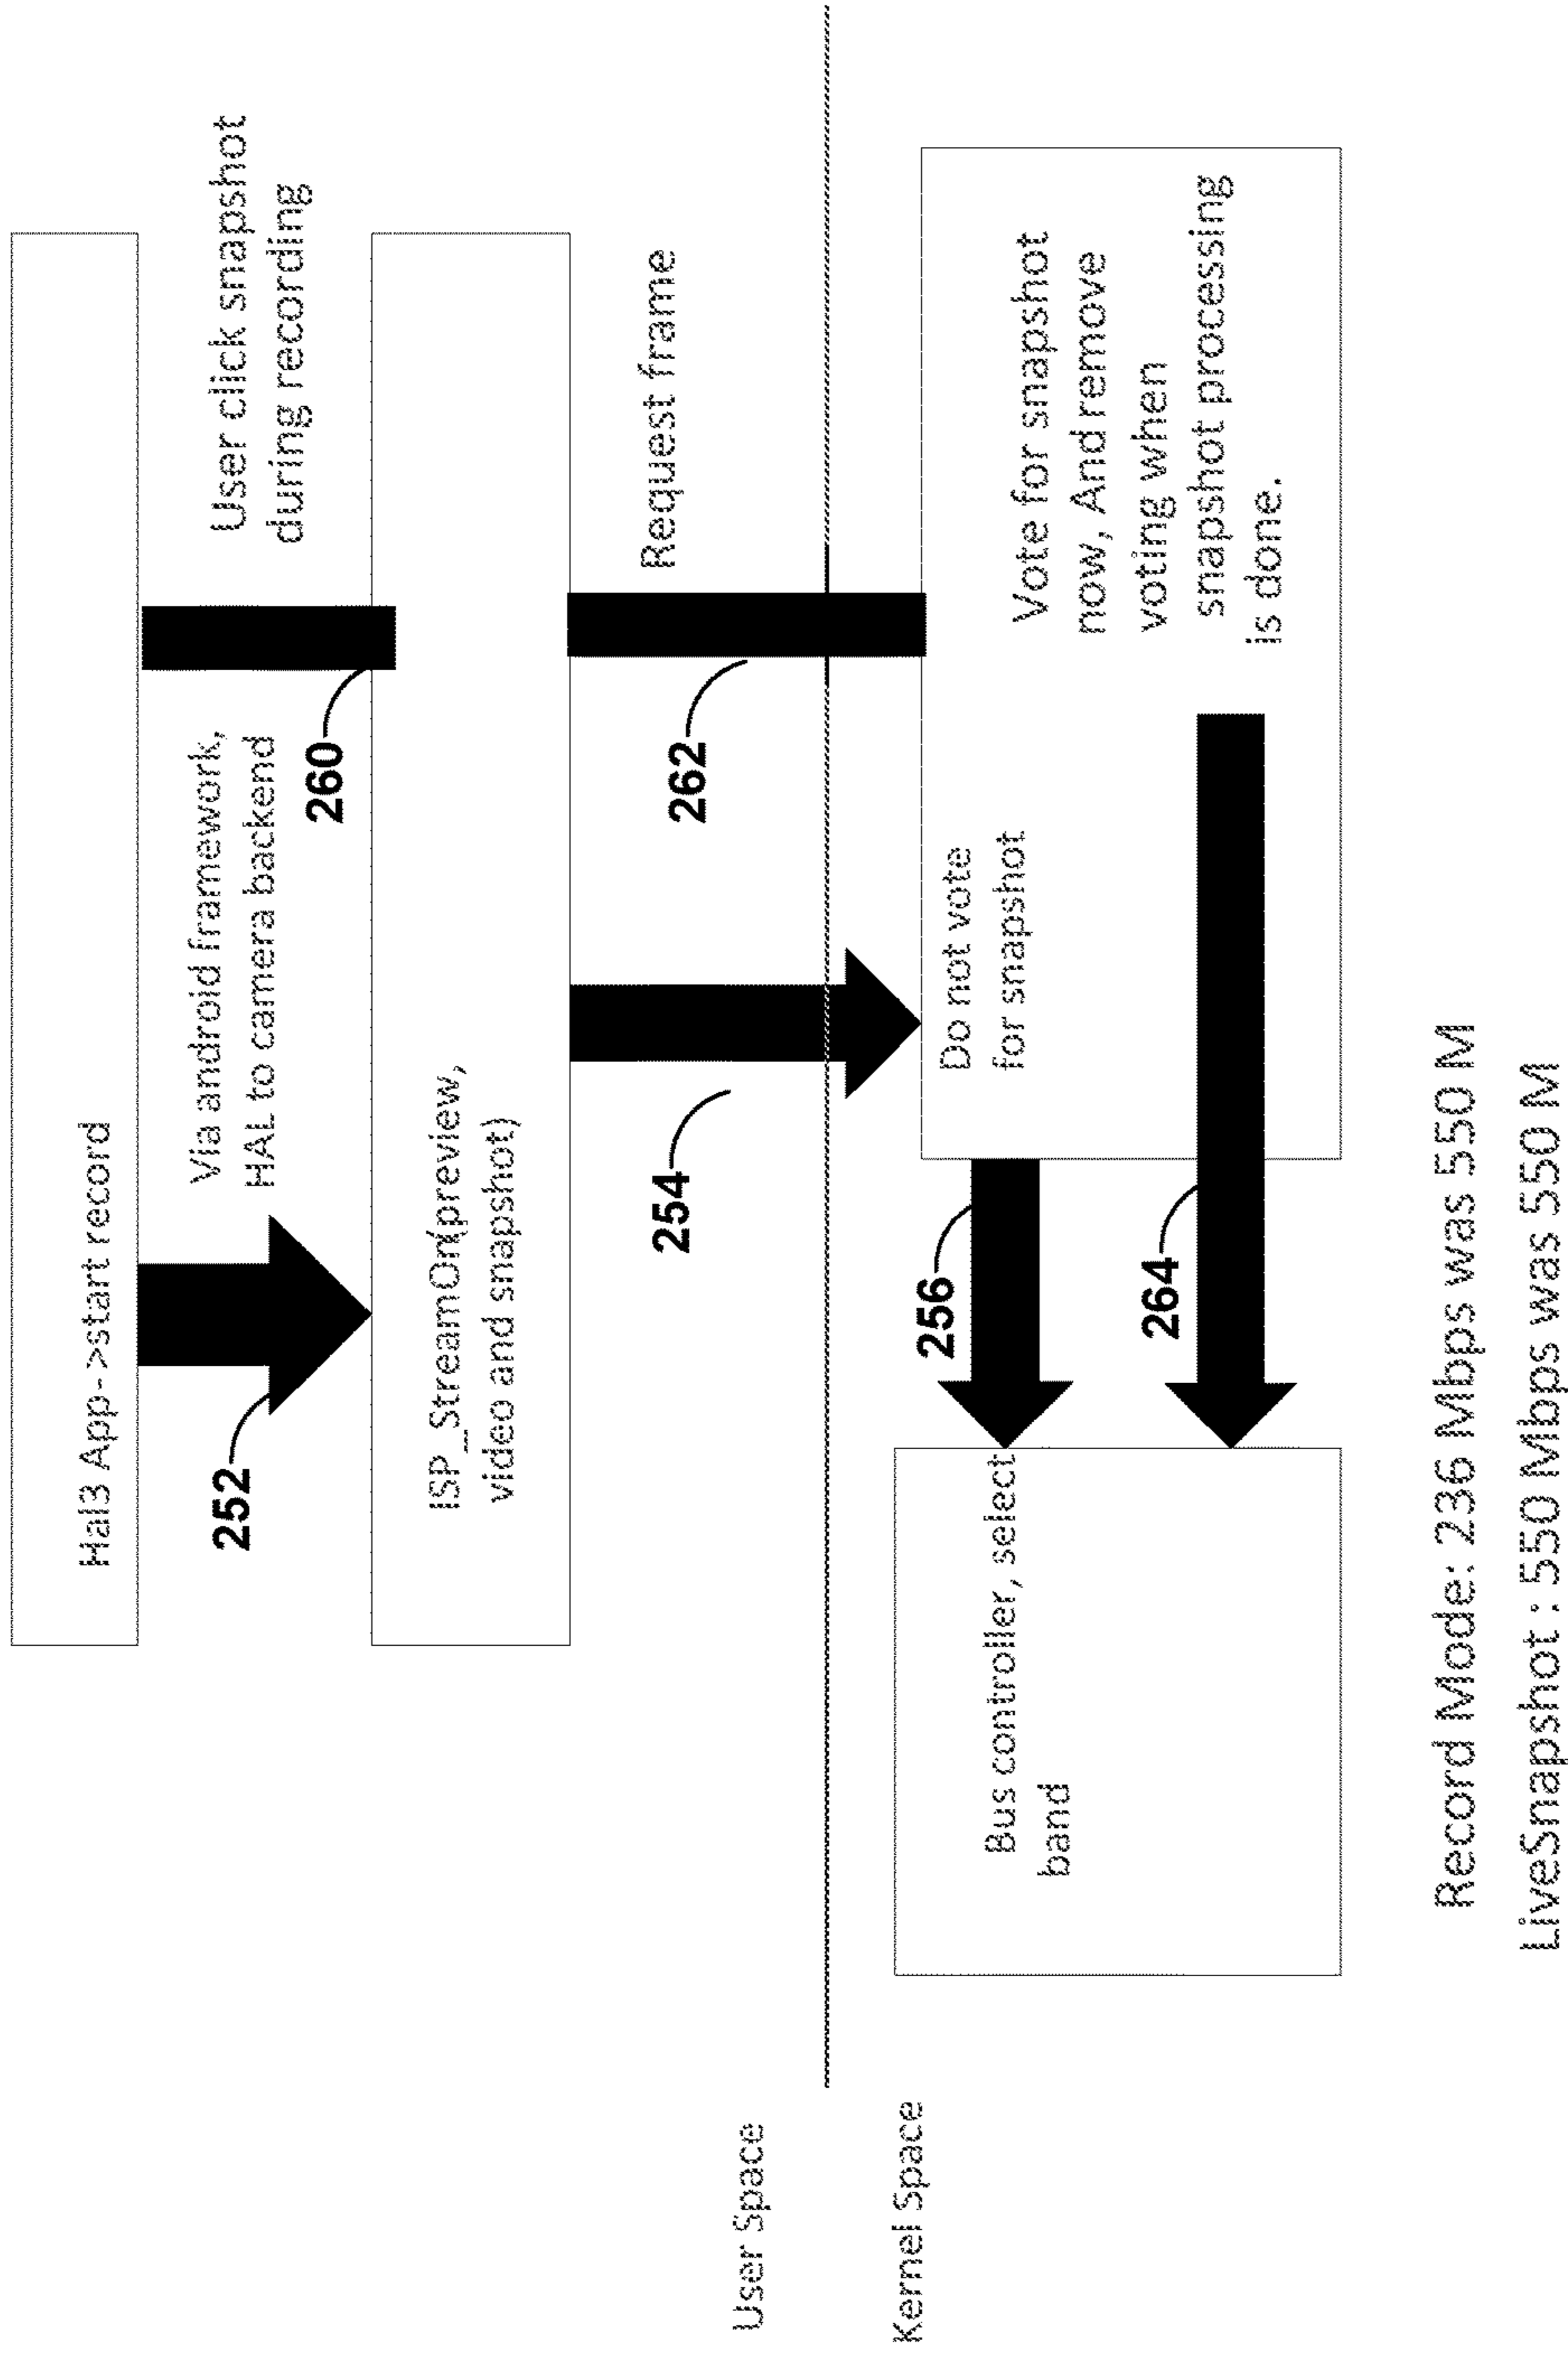 Hal3 App->start record
Via android framework,
HAL to camera backend
User click snapshot
during recording
252
260
ISP_StreamOn(preview,
video and snapshot)
254
262
Request frame
User Space
Kernel Space
Bus controller, select
band
256
264
Do not vote
for snapshot
Vote for snapshot
now, And remove
voting when
snapshot processing
is done.
Record Mode: 236 Mbps was 550 M
LiveSnapshot : 550 Mbps was 550 M